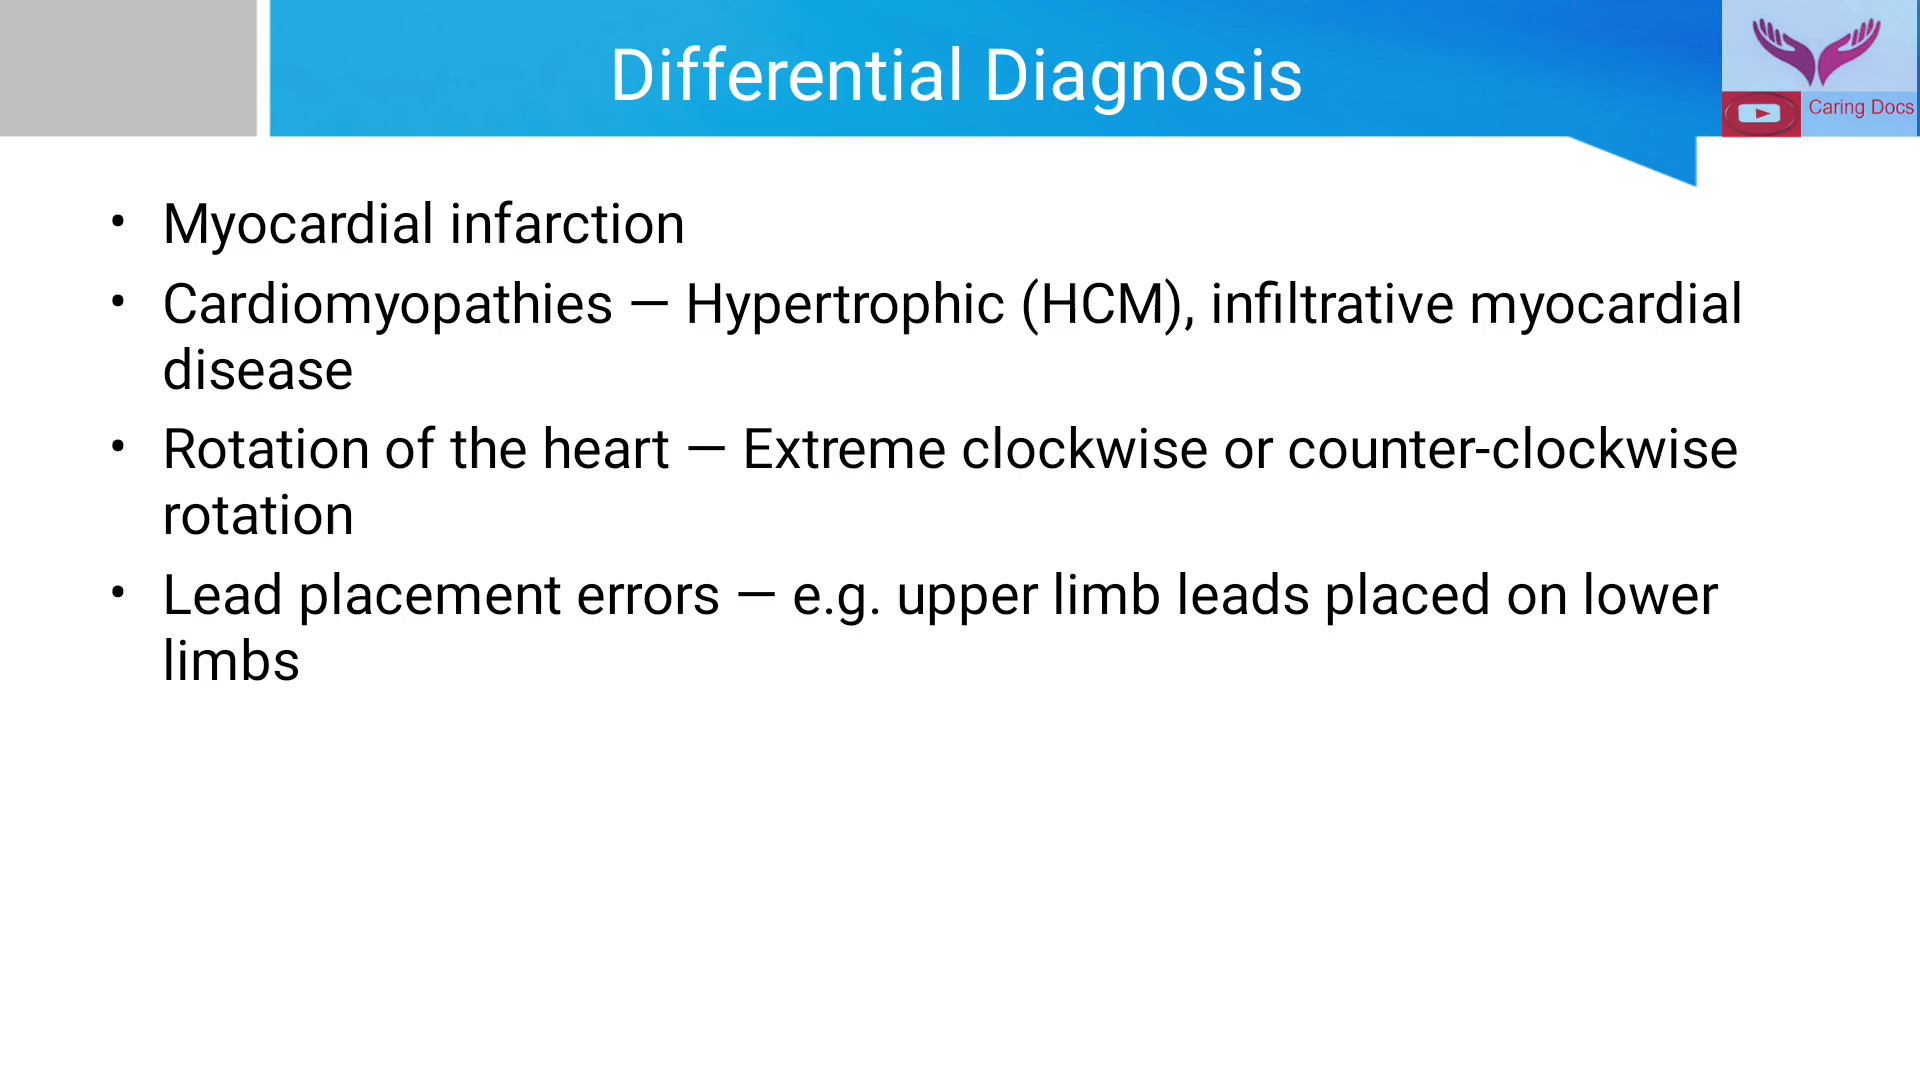 Differential Diagnosis
Caring Docs
• Myocardial infarction
• Cardiomyopathies — Hypertrophic (HCM), infiltrative myocardial
disease
• Rotation of the heart — Extreme clockwise or counter-clockwise
rotation
• Lead placement errors — e.g. upper limb leads placed on lower
limbs